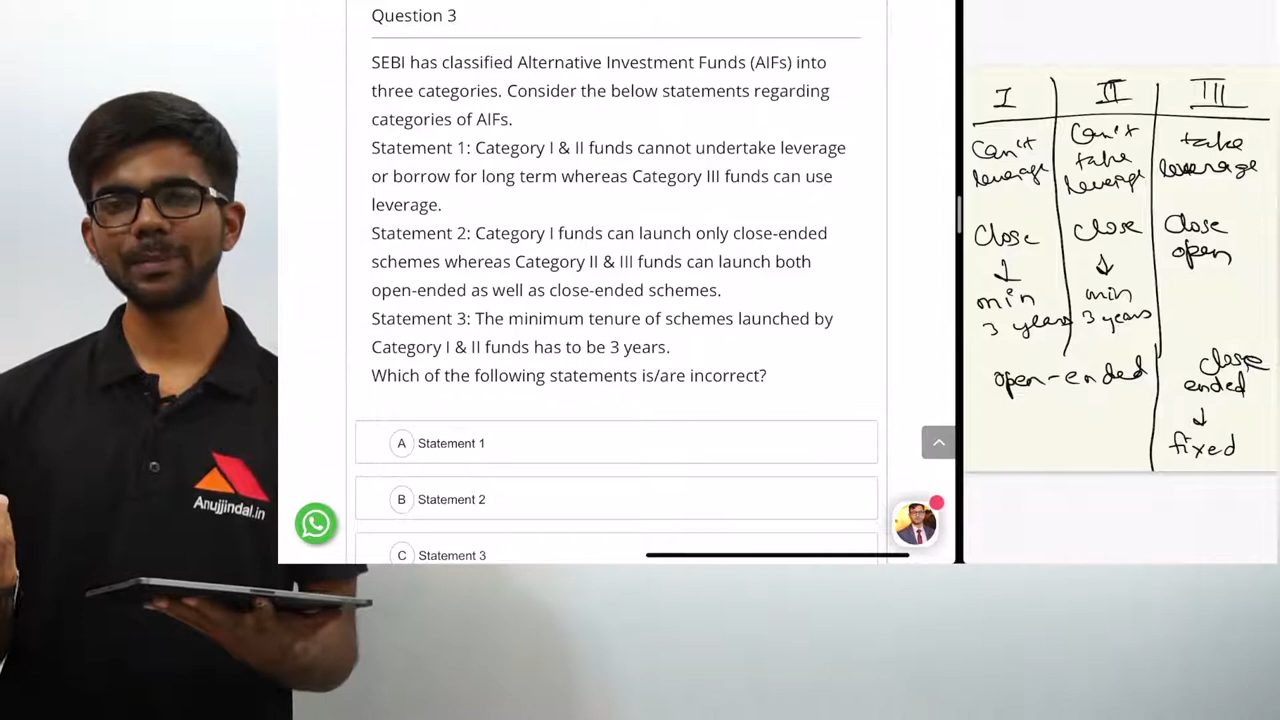 Question 3
SEBI has classified Alternative Investment Funds (AIFs) into
three categories. Consider the below statements regarding
categories of AIFs.
Statement 1: Category I & II funds cannot undertake leverage
or borrow for long term whereas Category III funds can use
leverage.
Statement 2: Category I funds can launch only close-ended
schemes whereas Category II & III funds can launch both
open-ended as well as close-ended schemes.
Statement 3: The minimum tenure of schemes launched by
Category I & II funds has to be 3 years.
Which of the following statements is/are incorrect?
A Statement 1
B Statement 2
C Statement 3
I II III
Can't
leverage
Can't
take
leverage
take
leverage
Close
min
3 years
Close
min
3 years
Close
open
open-ended
close
ended
fixed
Anujjindal.in